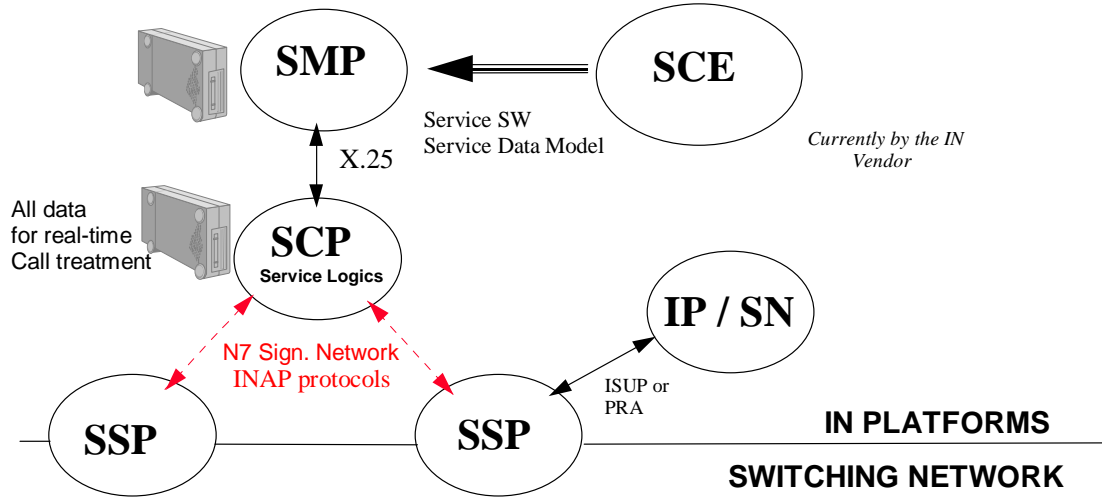 SMP
SCE
Service SW
Service Data Model
Currently by the IN
Vendor
X.25
All data
for real-time
Call treatment
SCP
Service Logics
IP / SN
N7 Sign. Network
INAP protocols
ISUP or
PRA
SSP
SSP
IN PLATFORMS
SWITCHING NETWORK